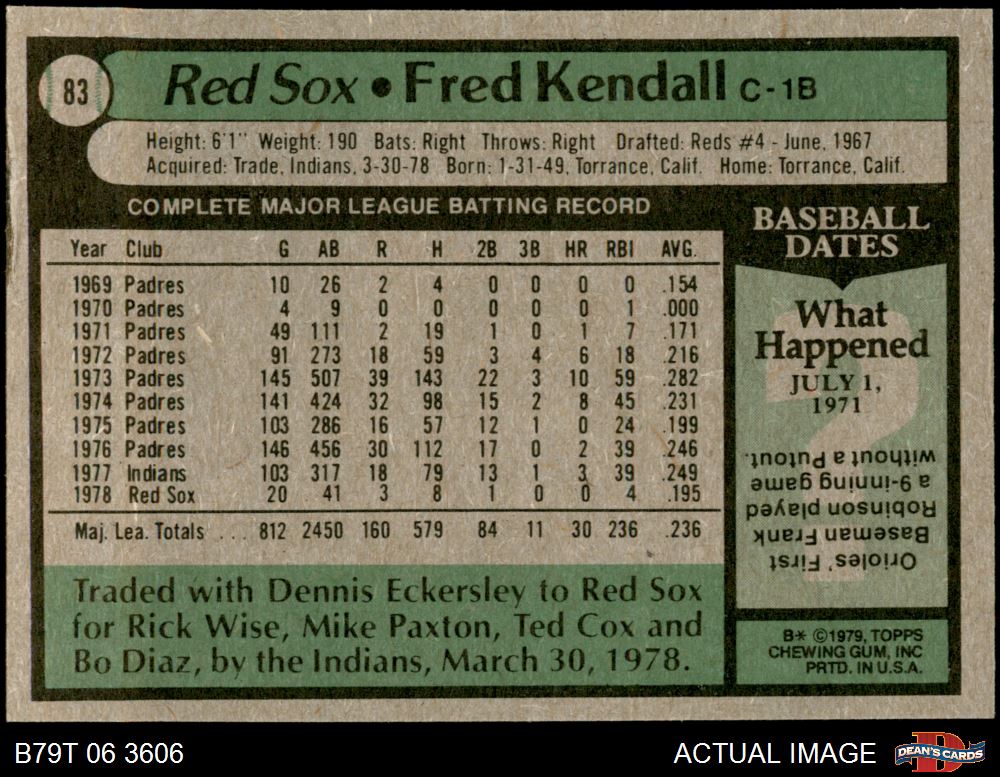 83
Red Sox • Fred Kendall C-1B
Height: 6'1" Weight: 190 Bats: Right Throws: Right Drafted: Reds #4 - June, 1967
Acquired: Trade, Indians, 3-30-78 Born: 1-31-49, Torrance, Calif. Home: Torrance, Calif.
COMPLETE MAJOR LEAGUE BATTING RECORD
Year Club G AB R H 2B 3B HR RBI AVG.
1969 Padres 10 26 2 4 0 0 0 0 .154
1970 Padres 4 9 0 0 0 0 0 1 .000
1971 Padres 49 111 2 19 1 0 1 7 .171
1972 Padres 91 273 18 59 3 4 6 18 .216
1973 Padres 145 507 39 143 22 3 10 59 .282
1974 Padres 141 424 32 98 15 2 8 45 .231
1975 Padres 103 286 16 57 12 1 0 24 .199
1976 Padres 146 456 30 112 17 0 2 39 .246
1977 Indians 103 317 18 79 13 1 3 39 .249
1978 Red Sox 20 41 3 8 1 0 0 4 .195
Maj. Lea. Totals ... 812 2450 160 579 84 11 30 236 .236
Traded with Dennis Eckersley to Red Sox
for Rick Wise, Mike Paxton, Ted Cox and
Bo Diaz, by the Indians, March 30, 1978.
BASEBALL
DATES
What
Happened
JULY 1,
1971
?
Orioles' First
Baseman Frank
Robinson played
a 9-inning game
without a Putout.
B* ©1979, TOPPS
CHEWING GUM, INC
PRTD. IN U.S.A.
B79T 06 3606
ACTUAL IMAGE
D
DEAN'S CARDS